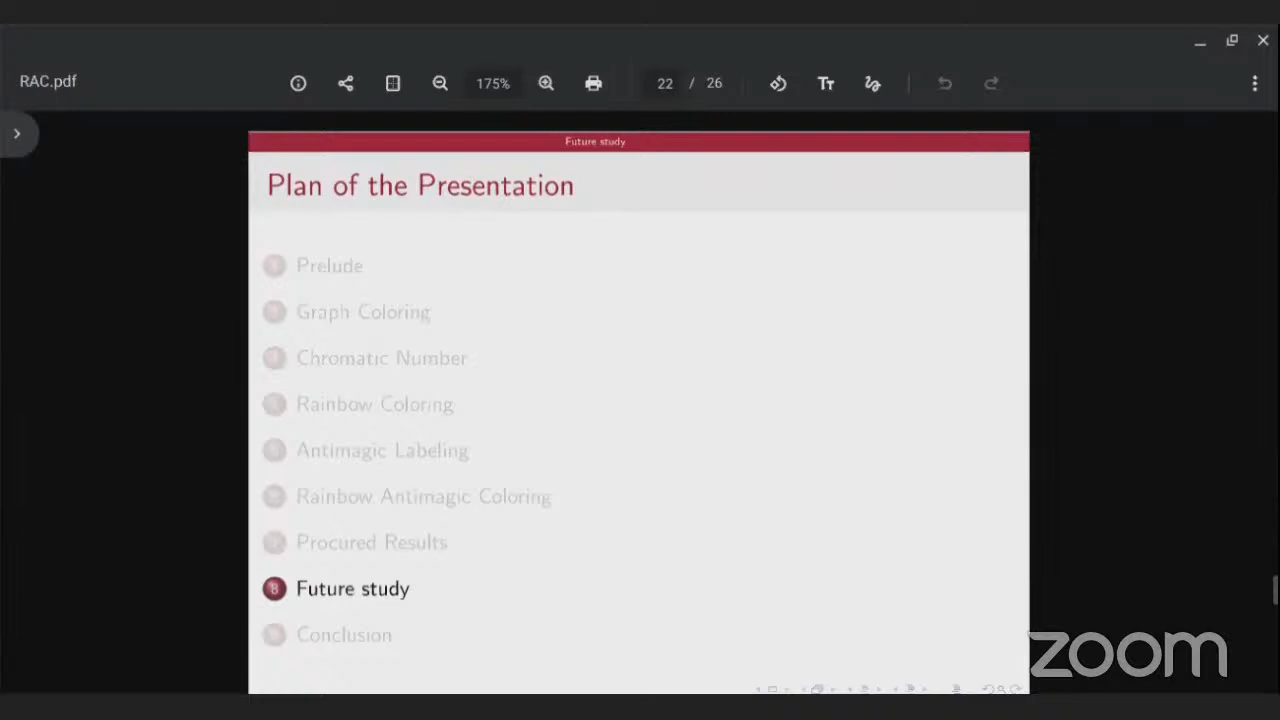 RAC.pdf
175%
22 / 26
Tr
Future study
Plan of the Presentation
Prelude
Graph Coloring
Chromatic Number
Rainbow Coloring
Antimagic Labeling
Rainbow Antimagic Coloring
Procured Results
8 Future study
Conclusion
zoom